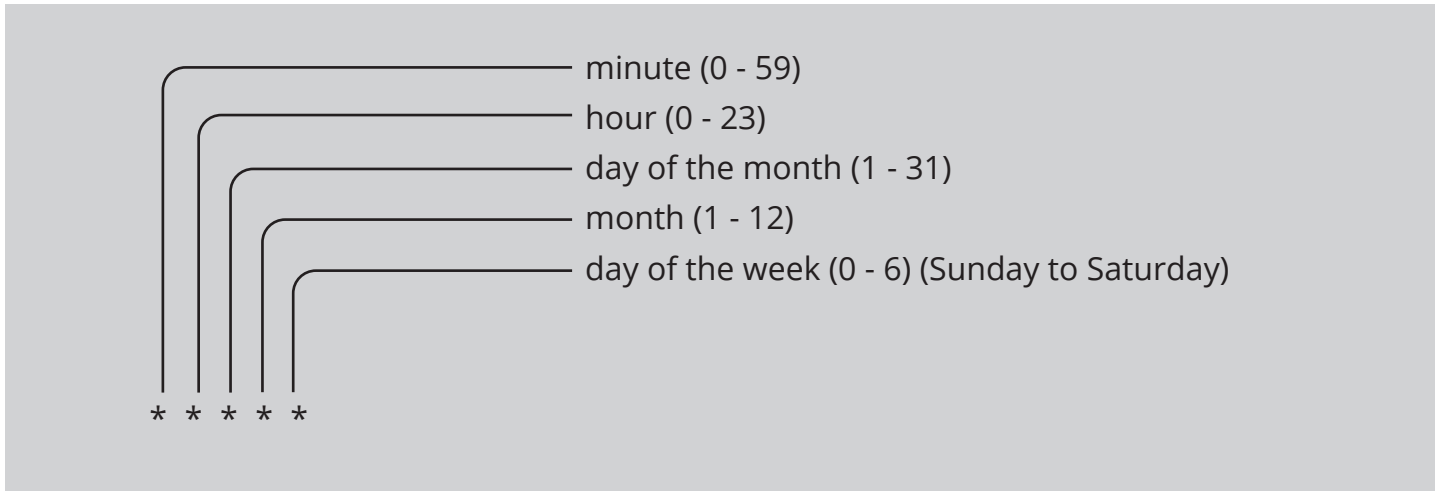 minute (0 - 59)
hour (0 - 23)
day of the month (1 - 31)
month (1 - 12)
day of the week (0 - 6) (Sunday to Saturday)
* * * * *